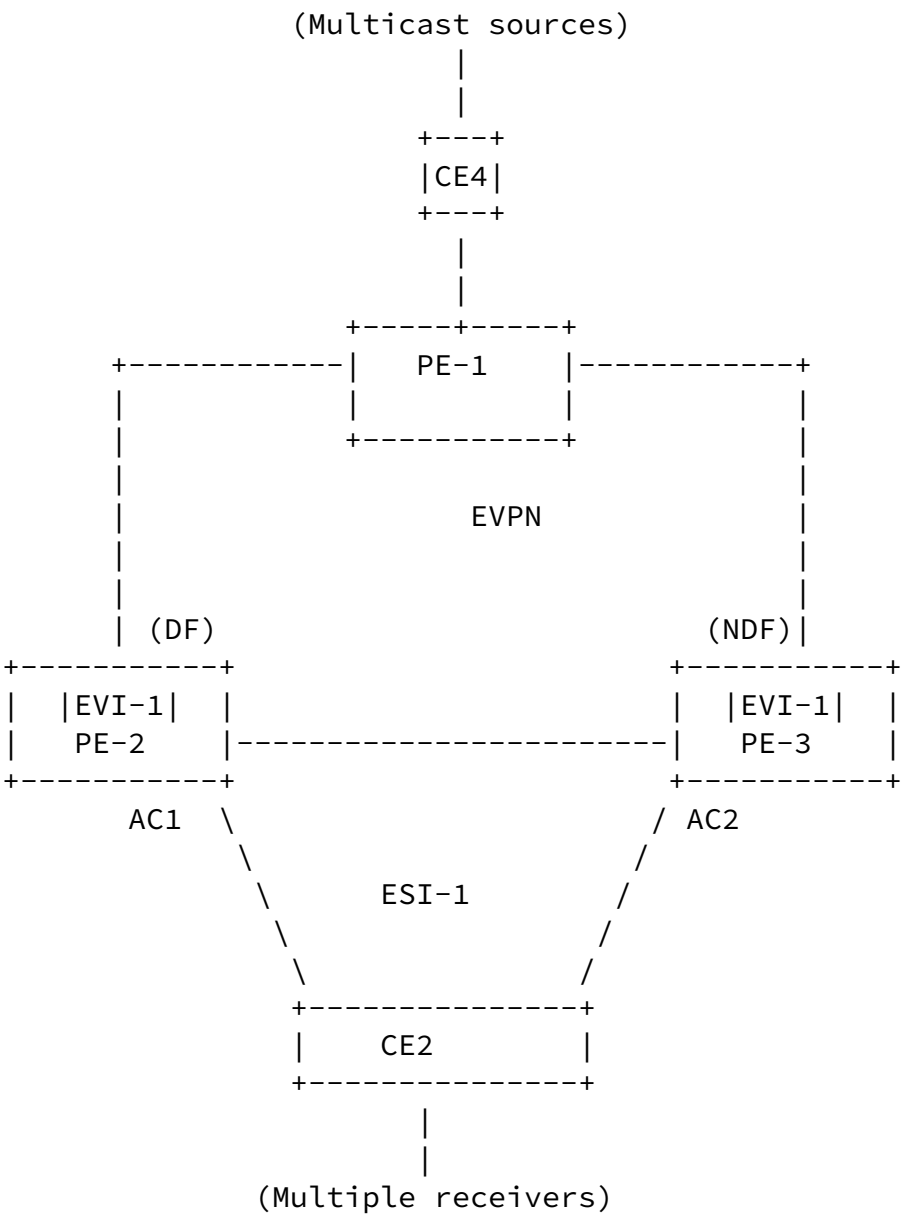 (Multicast sources)
CE4
PE-1
EVPN
(DF) (NDF)
|EVI-1| |EVI-1|
PE-2 PE-3
AC1 AC2
ESI-1
CE2
(Multiple receivers)